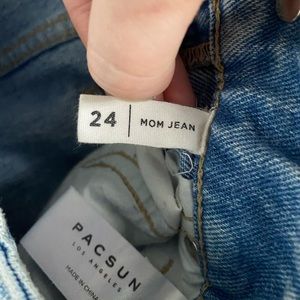 24 | MOM JEAN
PACSUN
LOS ANGELES
MADE IN CHINA